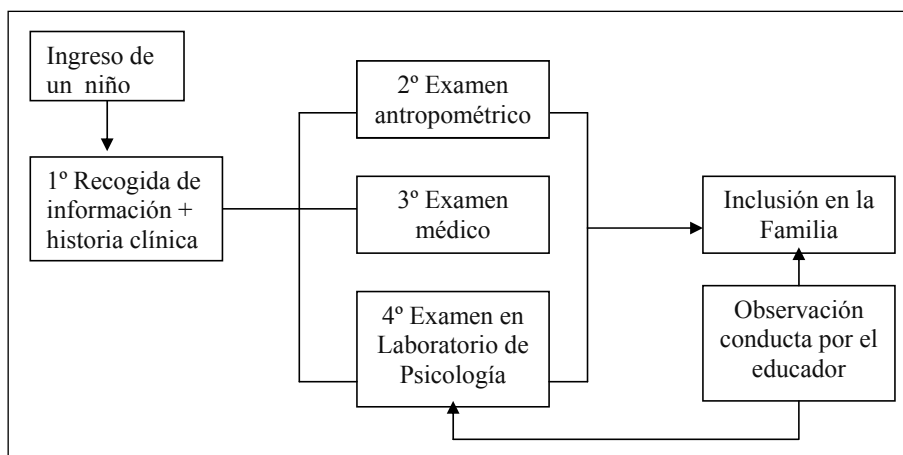 Ingreso de
un niño
1º Recogida de
información +
historia clínica
2º Examen
antropométrico
3º Examen
médico
4º Examen en
Laboratorio de
Psicología
Inclusión en la
Familia
Observación
conducta por el
educador